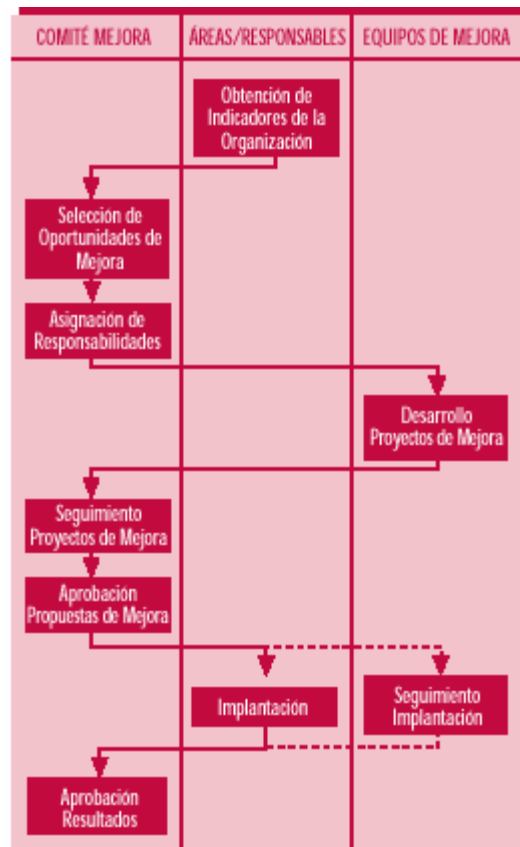 COMITÉ MEJORA
ÁREAS/RESPONSABLES
EQUIPOS DE MEJORA
Obtención de
Indicadores de la
Organización
Selección de
Oportunidades de
Mejora
Asignación de
Responsabilidades
Desarrollo
Proyectos de Mejora
Seguimiento
Proyectos de Mejora
Aprobación
Propuestas de Mejora
Implantación
Seguimiento
Implantación
Aprobación
Resultados